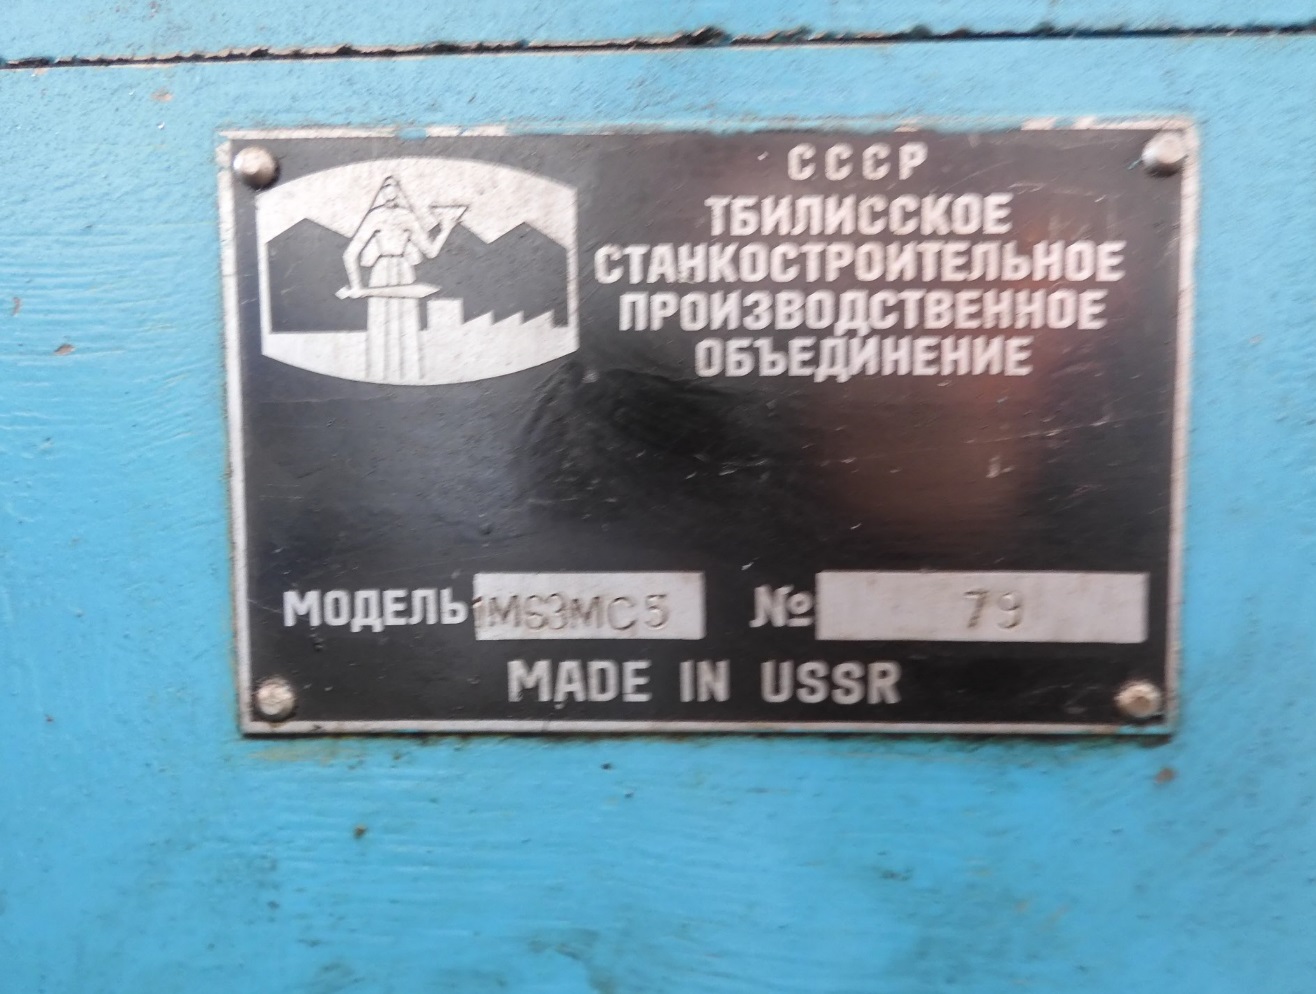 СССР
ТБИЛИССКОЕ
СТАНКОСТРОИТЕЛЬНОЕ
ПРОИЗВОДСТВЕННОЕ
ОБЪЕДИНЕНИЕ
МОДЕЛЬ 1М63МС5 № 79
MADE IN USSR